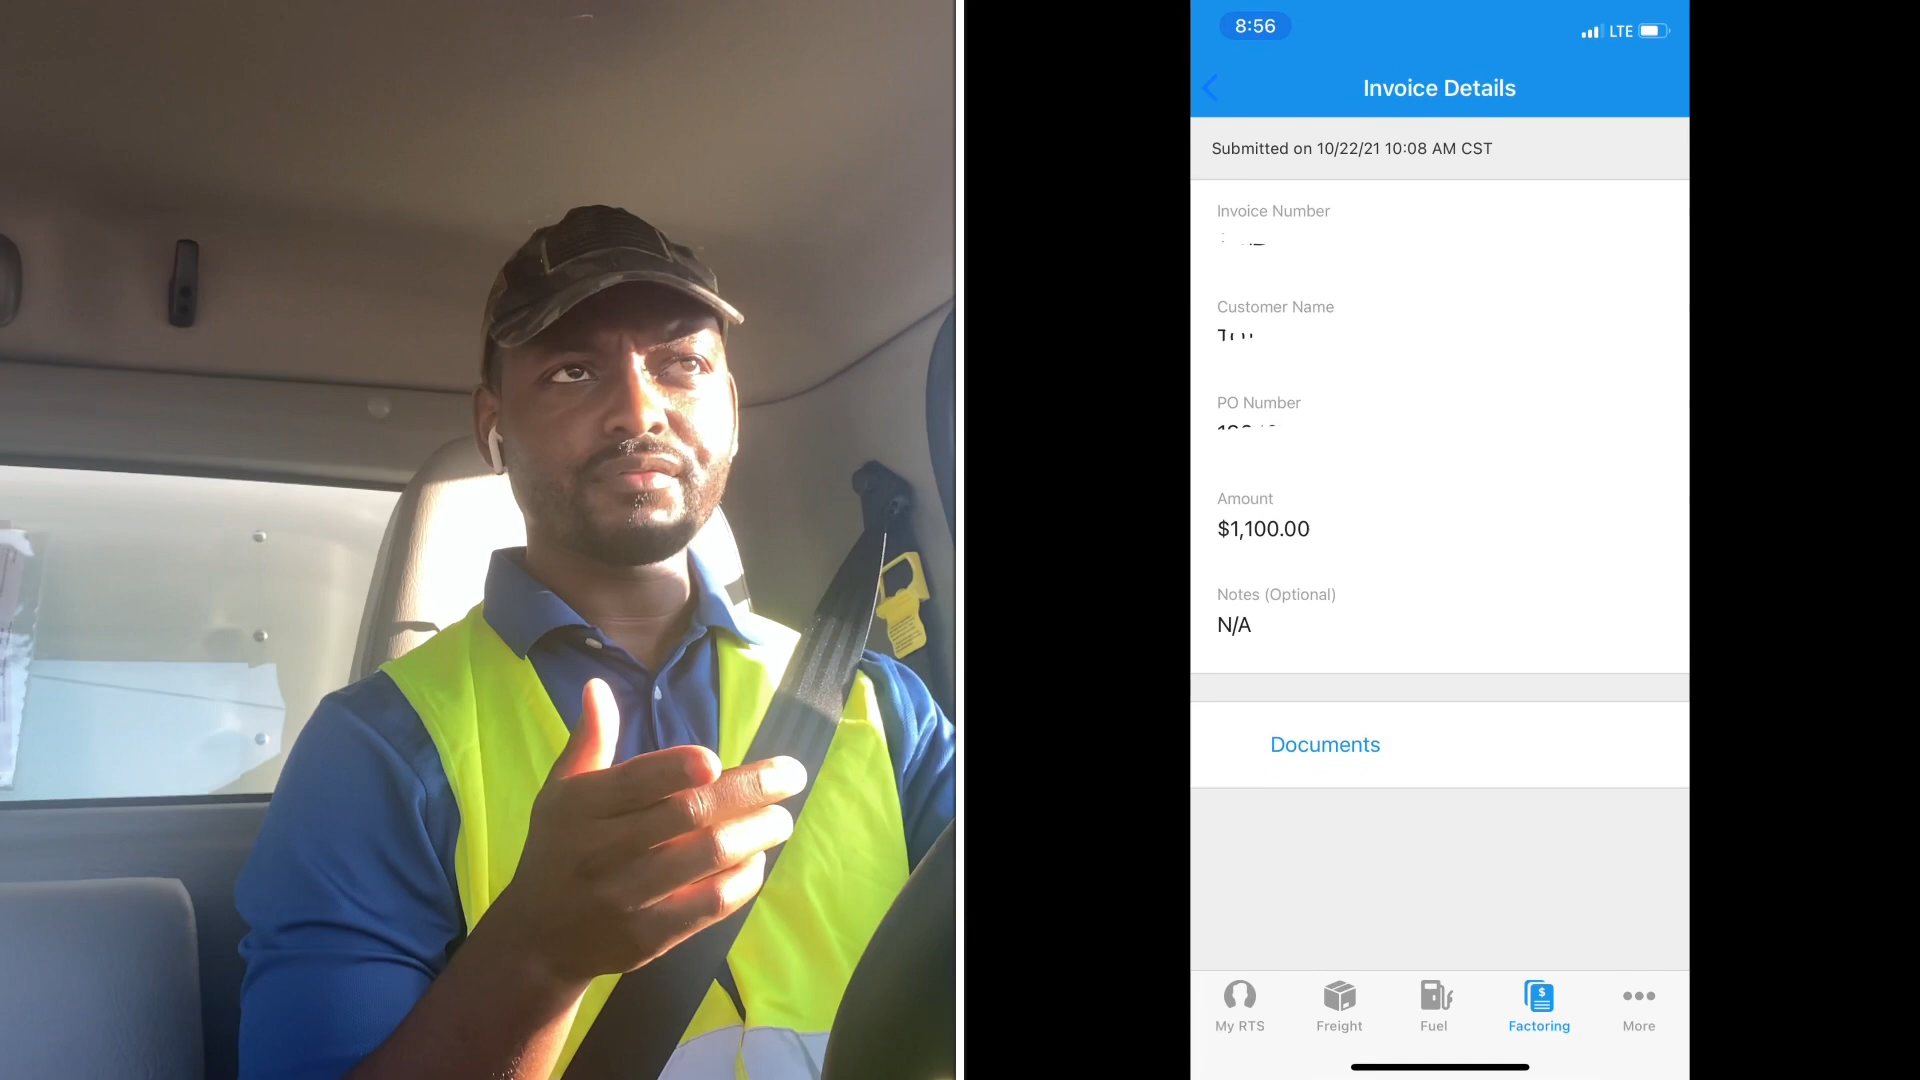 8:56
LTE
Invoice Details
Submitted on 10/22/21 10:08 AM CST
Invoice Number
Customer Name
PO Number
Amount
$1,100.00
Notes (Optional)
N/A
Documents
My RTS
Freight
Fuel
Factoring
More